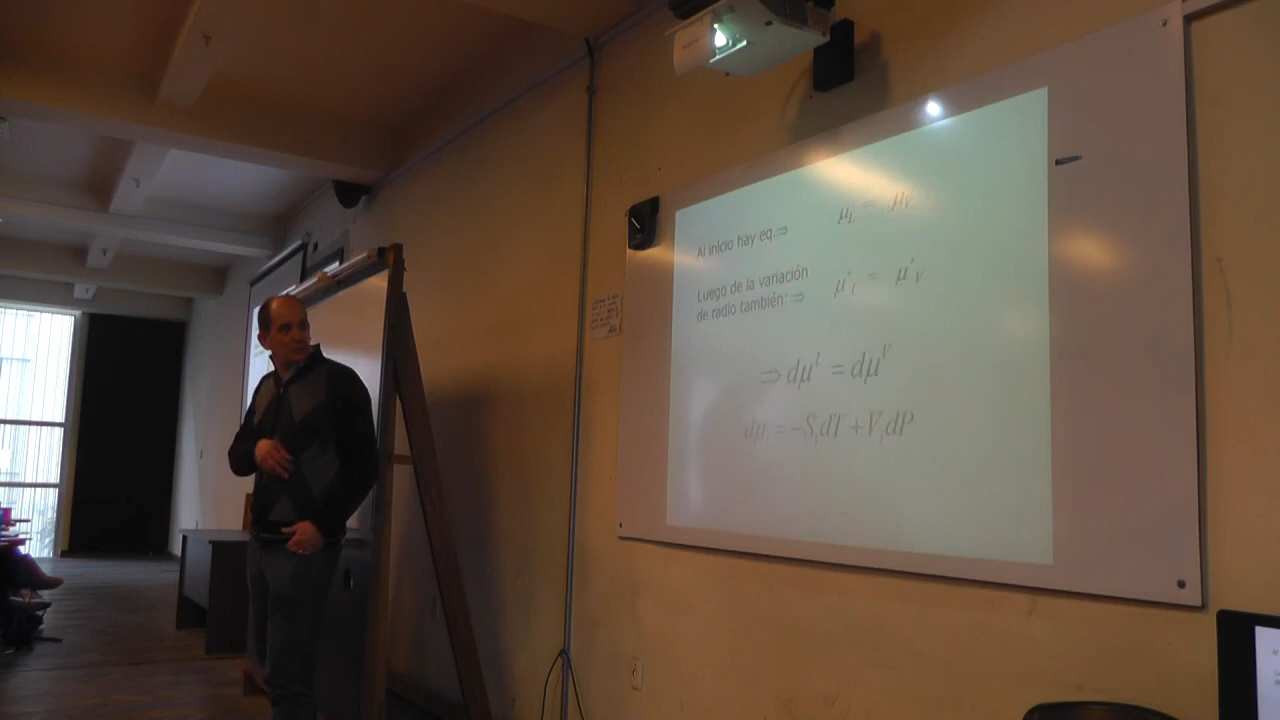 Al inicio hay eq.⇒ μ_L = μ_V
Luego de la variación
de radio también: ⇒ μ'_L = μ'_V
⇒ dμ^L = dμ^V
dμ_i = -S_i dT + V_i dP